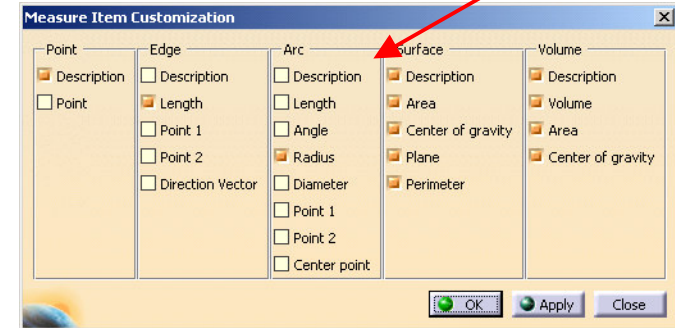 Measure Item Customization
Point
Description
Point
Edge
Description
Length
Point 1
Point 2
Direction Vector
Arc
Description
Length
Angle
Radius
Diameter
Point 1
Point 2
Center point
Surface
Description
Area
Center of gravity
Plane
Perimeter
Volume
Description
Volume
Area
Center of gravity
OK
Apply
Close